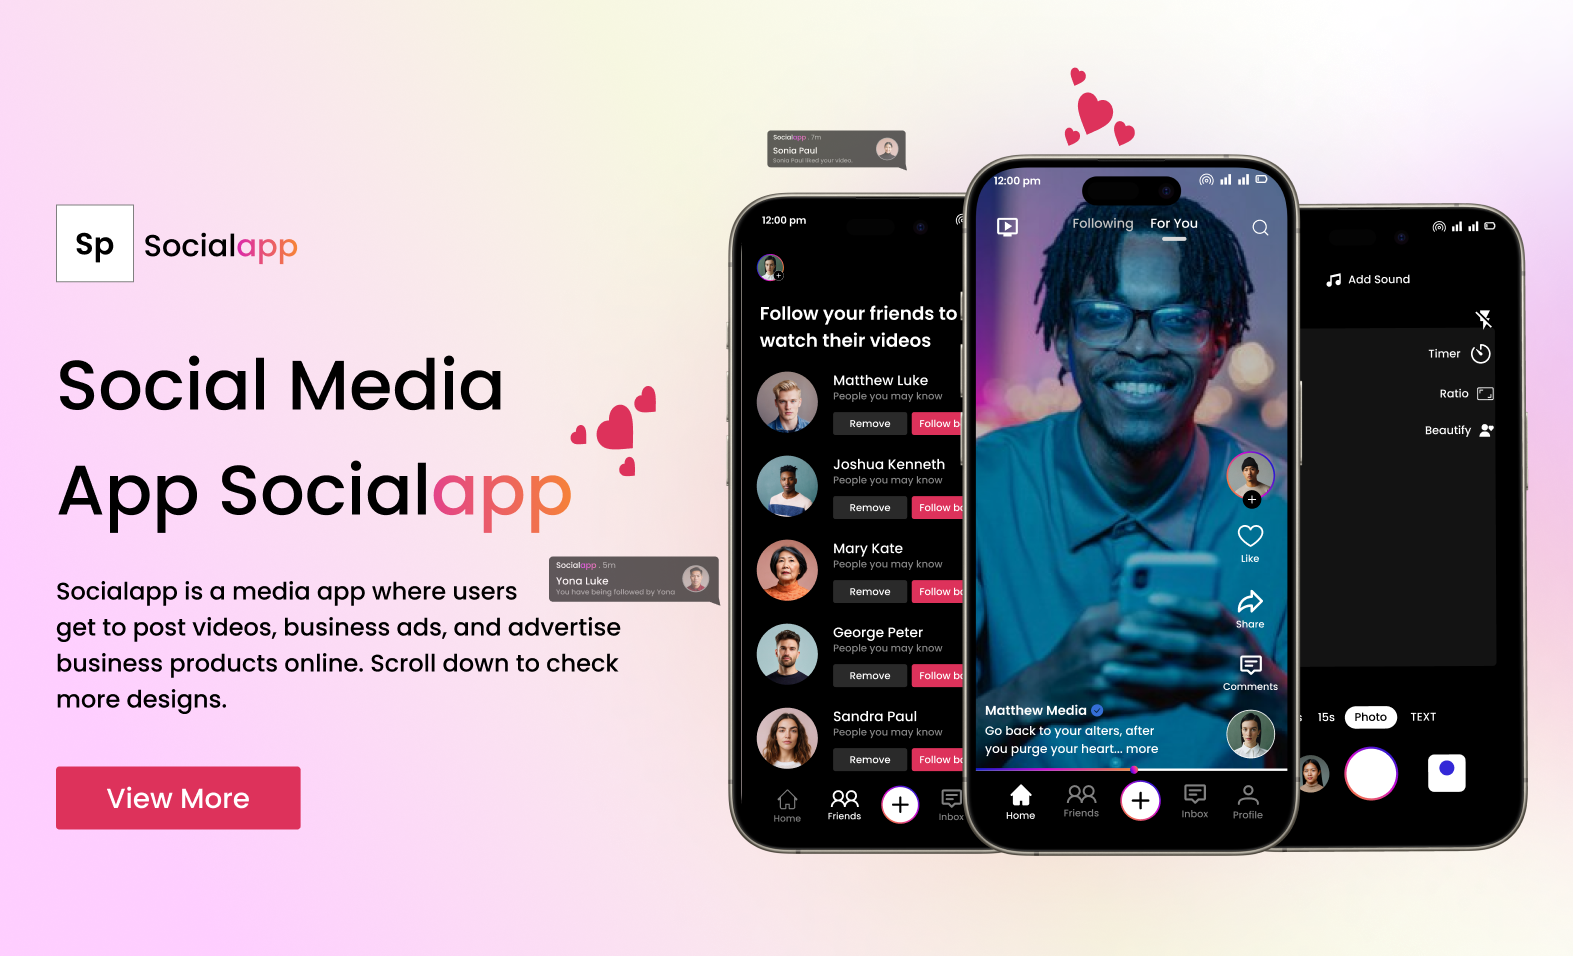 Sp
Socialapp
Social Media
App Socialapp
Socialapp is a media app where users
get to post videos, business ads, and advertise
business products online. Scroll down to check
more designs.
View More
Socialapp . 5m
Yona Luke
You have being followed by Yona
Socialapp . 7m
Sonia Paul
Sonia Paul liked your video.
12:00 pm
Follow your friends to
watch their videos
Matthew Luke
People you may know
Remove
Follow b
Joshua Kenneth
People you may know
Remove
Follow ba
Mary Kate
People you may know
Remove
Follow ba
George Peter
People you may know
Remove
Follow ba
Sandra Paul
People you may know
Remove
Follow ba
Home
Friends
Inbox
12:00 pm
Following
For You
Like
Share
Comments
Matthew Media
Go back to your alters, after
you purge your heart... more
Home
Friends
Inbox
Profile
Add Sound
Timer
Ratio
Beautify
s
15s
Photo
TEXT